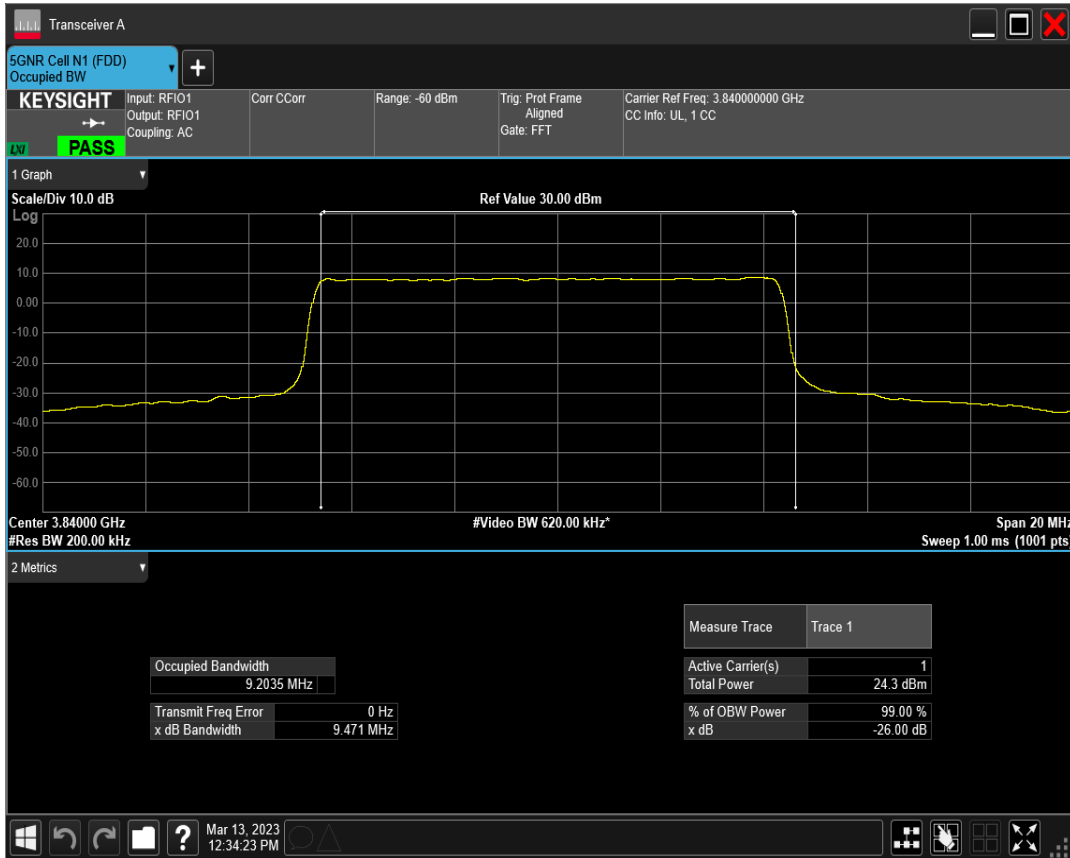 Transceiver A
5GNR Cell N1 (FDD)
Occupied BW
+
KEYSIGHT
LXI
PASS
Input: RFIO1
Output: RFIO1
Coupling: AC
Corr CCorr
Range: -60 dBm
Trig: Prot Frame
Aligned
Gate: FFT
Carrier Ref Freq: 3.840000000 GHz
CC Info: UL, 1 CC
1 Graph
Scale/Div 10.0 dB
Ref Value 30.00 dBm
Log
20.0
10.0
0.00
-10.0
-20.0
-30.0
-40.0
-50.0
-60.0
Center 3.84000 GHz
#Video BW 620.00 kHz*
Span 20 MHz
#Res BW 200.00 kHz
Sweep 1.00 ms (1001 pts)
2 Metrics
Measure Trace Trace 1
Occupied Bandwidth
9.2035 MHz
Active Carrier(s) 1
Total Power 24.3 dBm
Transmit Freq Error 0 Hz
x dB Bandwidth 9.471 MHz
% of OBW Power 99.00 %
x dB -26.00 dB
?
Mar 13, 2023
12:34:23 PM